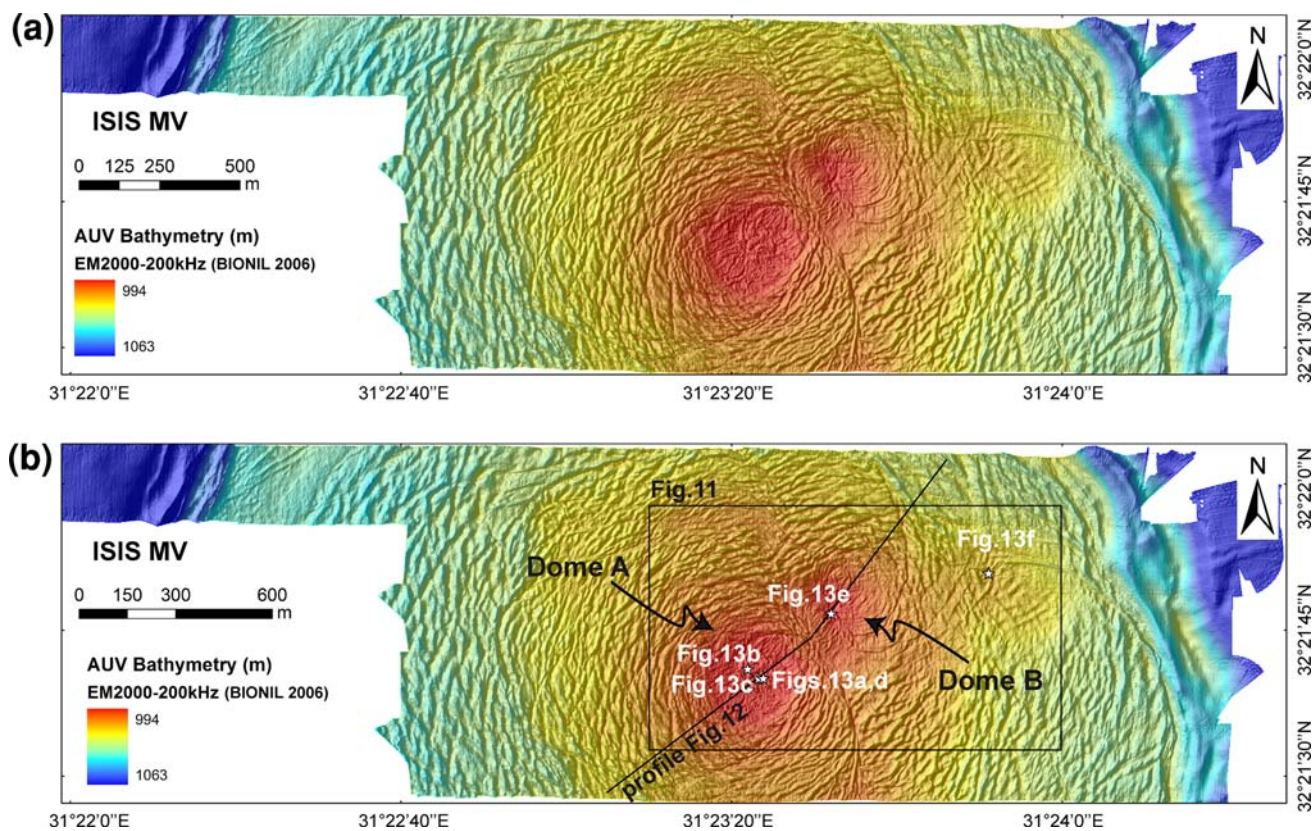 (a)
N
ISIS MV
0 125 250 500
m
AUV Bathymetry (m)
EM2000-200kHz (BIONIL 2006)
994
1063
32°22'0"N
32°21'45"N
32°21'30"N
31°22'0"E 31°22'40"E 31°23'20"E 31°24'0"E
(b)
N
Fig.11
ISIS MV
Fig.13f
Dome A
Fig.13e
0 150 300 600
m
Fig.13b
Fig.13c Figs.13a,d
Dome B
AUV Bathymetry (m)
EM2000-200kHz (BIONIL 2006)
994
1063
profile Fig.12
32°22'0"N
32°21'45"N
32°21'30"N
31°22'0"E 31°22'40"E 31°23'20"E 31°24'0"E